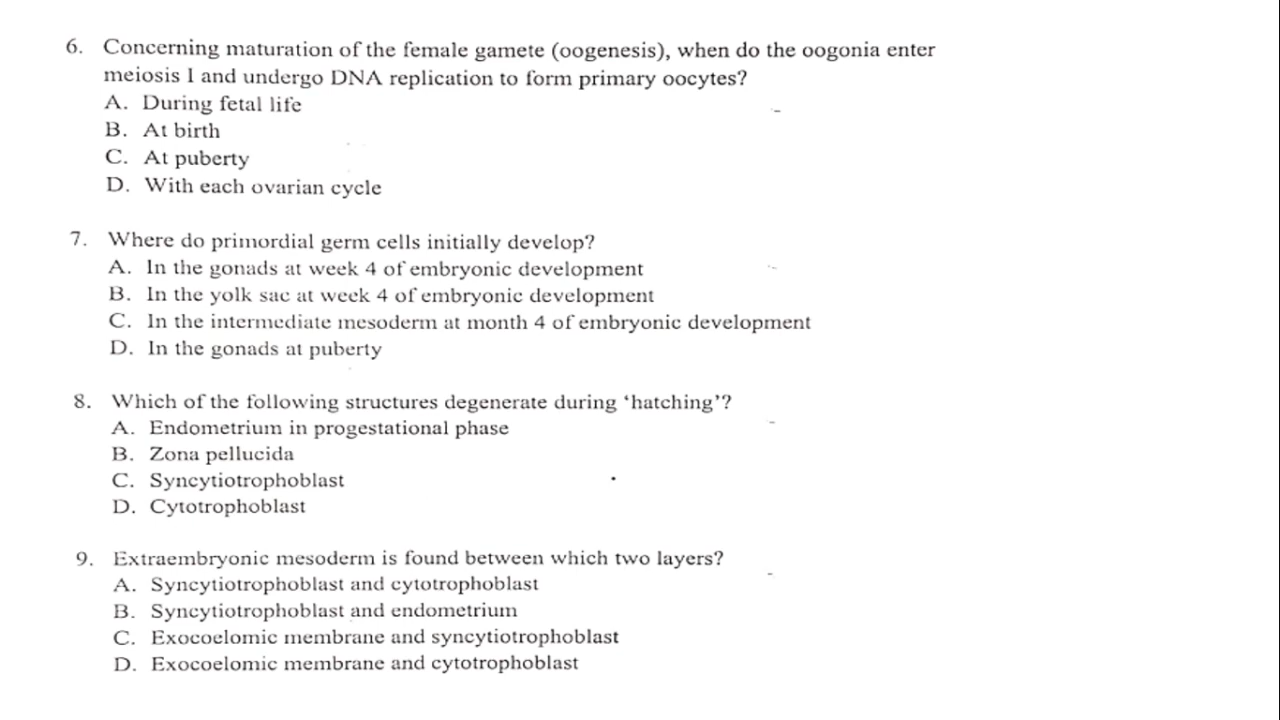 6. Concerning maturation of the female gamete (oogenesis), when do the oogonia enter
meiosis I and undergo DNA replication to form primary oocytes?
A. During fetal life
B. At birth
C. At puberty
D. With each ovarian cycle
7. Where do primordial germ cells initially develop?
A. In the gonads at week 4 of embryonic development
B. In the yolk sac at week 4 of embryonic development
C. In the intermediate mesoderm at month 4 of embryonic development
D. In the gonads at puberty
8. Which of the following structures degenerate during ‘hatching’?
A. Endometrium in progestational phase
B. Zona pellucida
C. Syncytiotrophoblast
D. Cytotrophoblast
9. Extraembryonic mesoderm is found between which two layers?
A. Syncytiotrophoblast and cytotrophoblast
B. Syncytiotrophoblast and endometrium
C. Exocoelomic membrane and syncytiotrophoblast
D. Exocoelomic membrane and cytotrophoblast